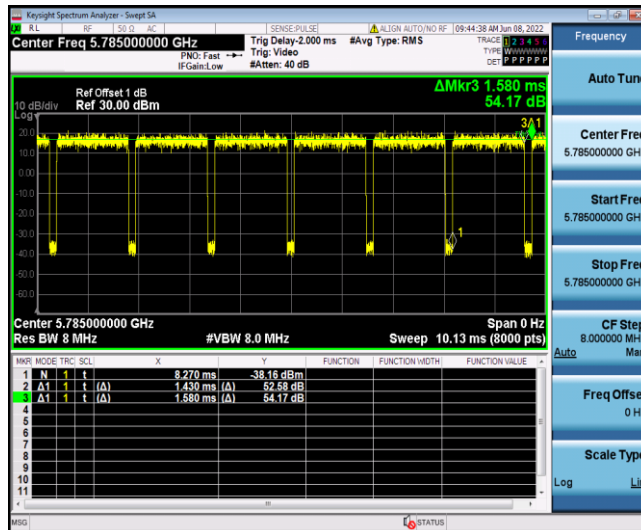 Keysight Spectrum Analyzer - Swept SA
RL RF 50 Ω AC SENSE:PULSE ALIGN AUTO/NO RF 09:44:38 AM Jun 08, 2022
Center Freq 5.785000000 GHz
PNO: Fast
IFGain:Low
Trig Delay-2.000 ms
Trig: Video
#Atten: 40 dB
#Avg Type: RMS
TRACE 1 2 3 4 5 6
TYPE W
DET P P P P P P
Ref Offset 1 dB
10 dB/div Ref 30.00 dBm
Log
ΔMkr3 1.580 ms
54.17 dB
20.0
10.0
0.00
-10.0
-20.0
-30.0
-40.0
-50.0
-60.0
3Δ1
1
Center 5.785000000 GHz
Span 0 Hz
Res BW 8 MHz #VBW 8.0 MHz Sweep 10.13 ms (8000 pts)
MKR MODE TRC SCL X Y FUNCTION FUNCTION WIDTH FUNCTION VALUE
1 N 1 t 8.270 ms -38.16 dBm
2 Δ1 1 t (Δ) 1.430 ms (Δ) 52.58 dB
3 Δ1 1 t (Δ) 1.580 ms (Δ) 54.17 dB
4
5
6
7
8
9
10
11
MSG STATUS
Frequency
Auto Tun
Center Fre
5.785000000 GH
Start Fre
5.785000000 GH
Stop Fre
5.785000000 GH
CF Step
8.000000 MH
Auto Ma
Freq Offse
0 H
Scale Type
Log Li